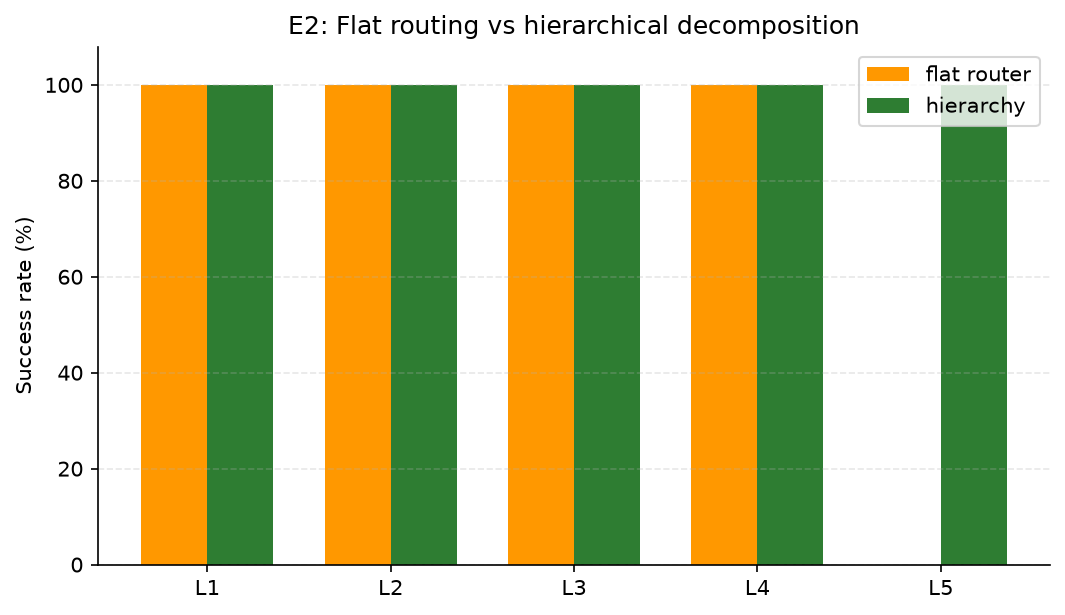 E2: Flat routing vs hierarchical decomposition
flat router
hierarchy
Success rate (%)
100
80
60
40
20
0
L1 L2 L3 L4 L5